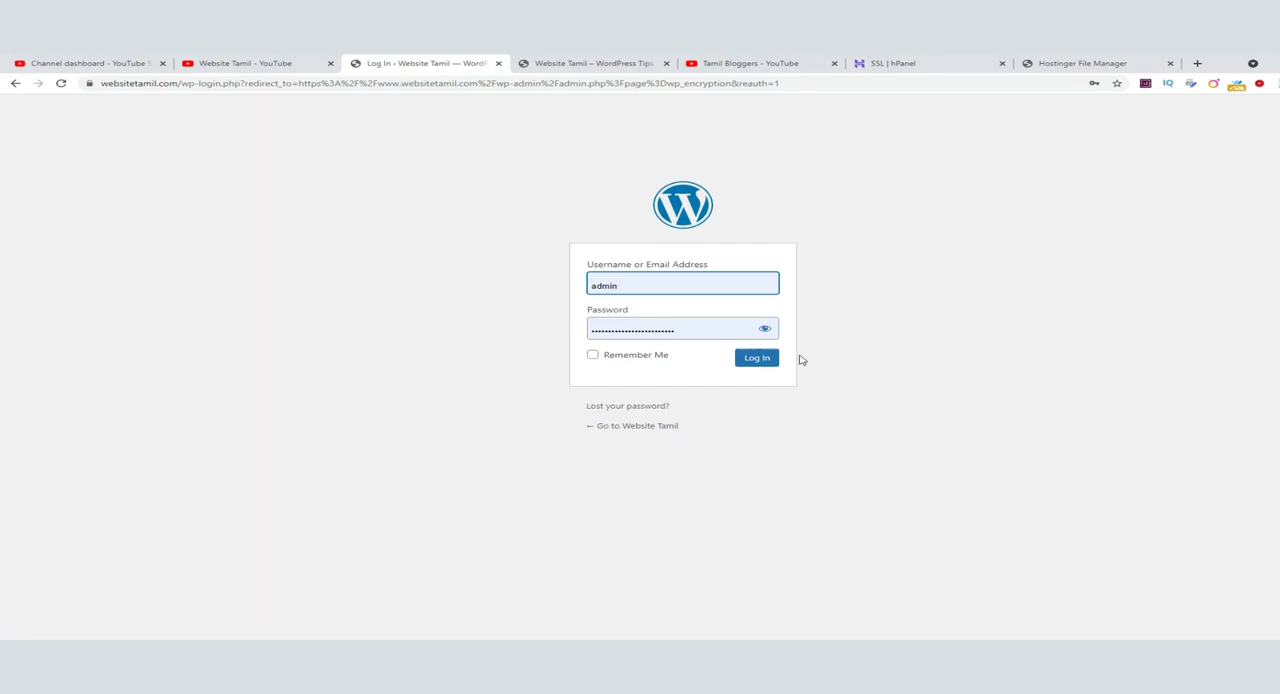 Channel dashboard - YouTube S
Website Tamil - YouTube
Log In ‹ Website Tamil — WordP
Website Tamil – WordPress Tips
Tamil Bloggers - YouTube
SSL | hPanel
Hostinger File Manager
websitetamil.com/wp-login.php?redirect_to=https%3A%2F%2Fwww.websitetamil.com%2Fwp-admin%2Fadmin.php%3Fpage%3Dwp_encryption&reauth=1
Username or Email Address
admin
Password
Remember Me
Log In
Lost your password?
← Go to Website Tamil